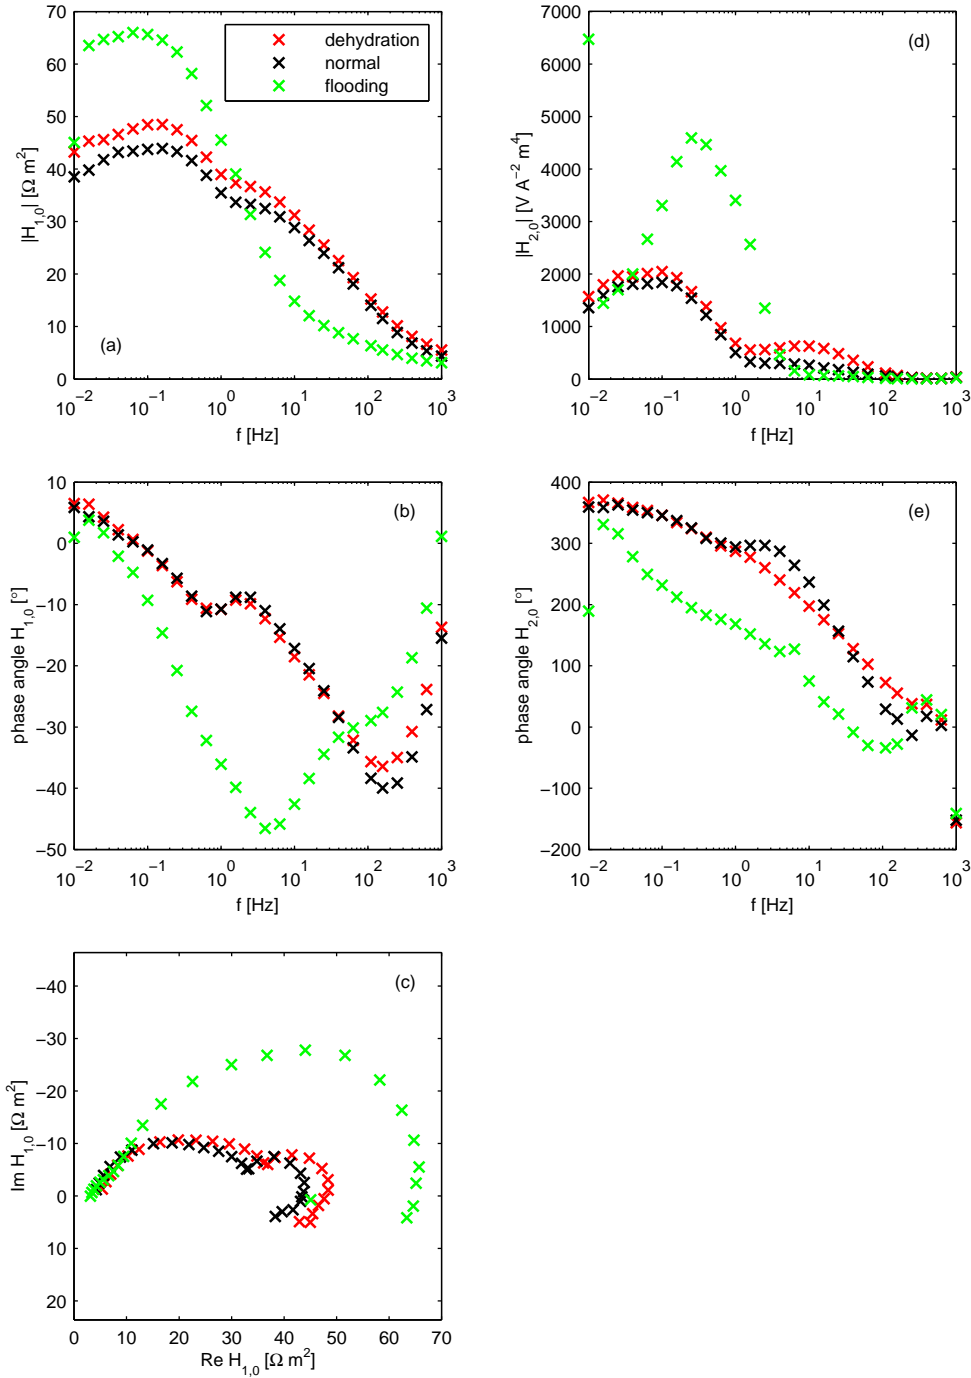 70
60
50
40
30
20
10
0
|H1,0| [Ω m²]
dehydration
normal
flooding
(a)
10⁻² 10⁻¹ 10⁰ 10¹ 10² 10³
f [Hz]
7000
6000
5000
4000
3000
2000
1000
0
|H2,0| [V A⁻² m⁴]
(d)
10⁻² 10⁻¹ 10⁰ 10¹ 10² 10³
f [Hz]
10
0
−10
−20
−30
−40
−50
phase angle H1,0 [°]
(b)
10⁻² 10⁻¹ 10⁰ 10¹ 10² 10³
f [Hz]
400
300
200
100
0
−100
−200
phase angle H2,0 [°]
(e)
10⁻² 10⁻¹ 10⁰ 10¹ 10² 10³
f [Hz]
−40
−30
−20
−10
0
10
20
Im H1,0 [Ω m²]
(c)
0 10 20 30 40 50 60 70
Re H1,0 [Ω m²]